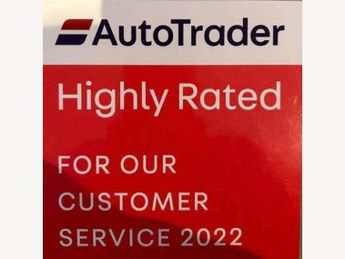 AutoTrader
Highly Rated
FOR OUR
CUSTOMER
SERVICE 2022